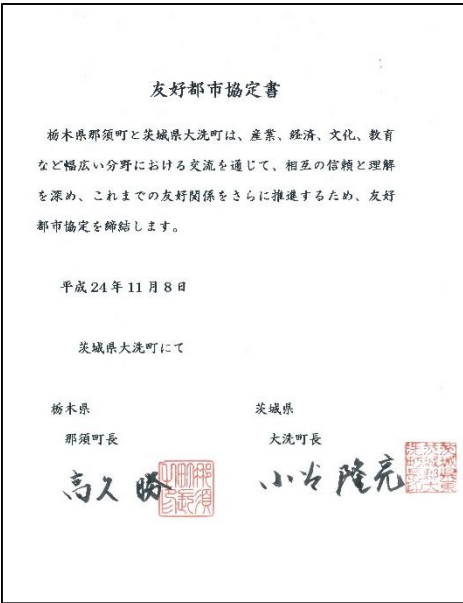 友好都市協定書
栃木県那須町と茨城県大洗町は、産業、経済、文化、教育
など幅広い分野における交流を通じて、相互の信頼と理解
を深め、これまでの友好関係をさらに推進するため、友好
都市協定を締結します。
平成24年11月8日
茨城県大洗町にて
栃木県
那須町長
高久 勝
茨城県
大洗町長
小谷 隆亮